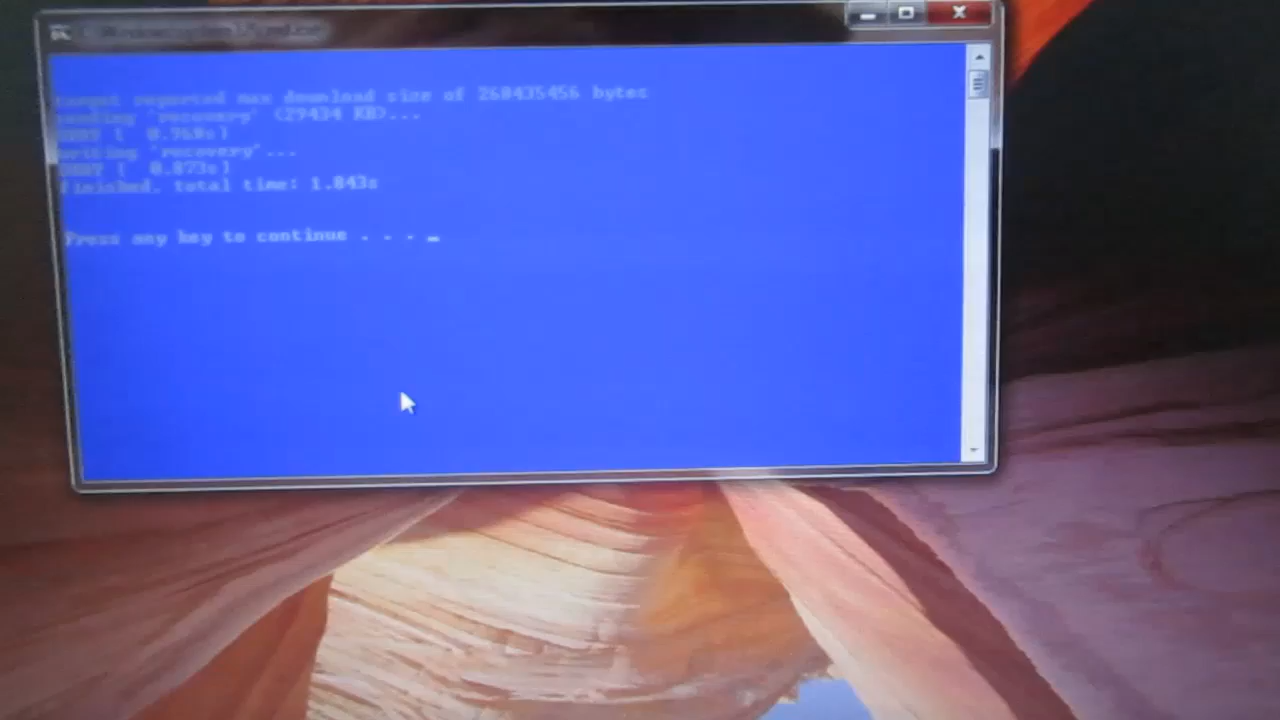 target reported max download size of 268435456 bytes
sending 'recovery' (29434 KB)...
OKAY [  0.969s]
writing 'recovery'...
OKAY [  0.873s]
finished. total time: 1.843s
Press any key to continue . . . _